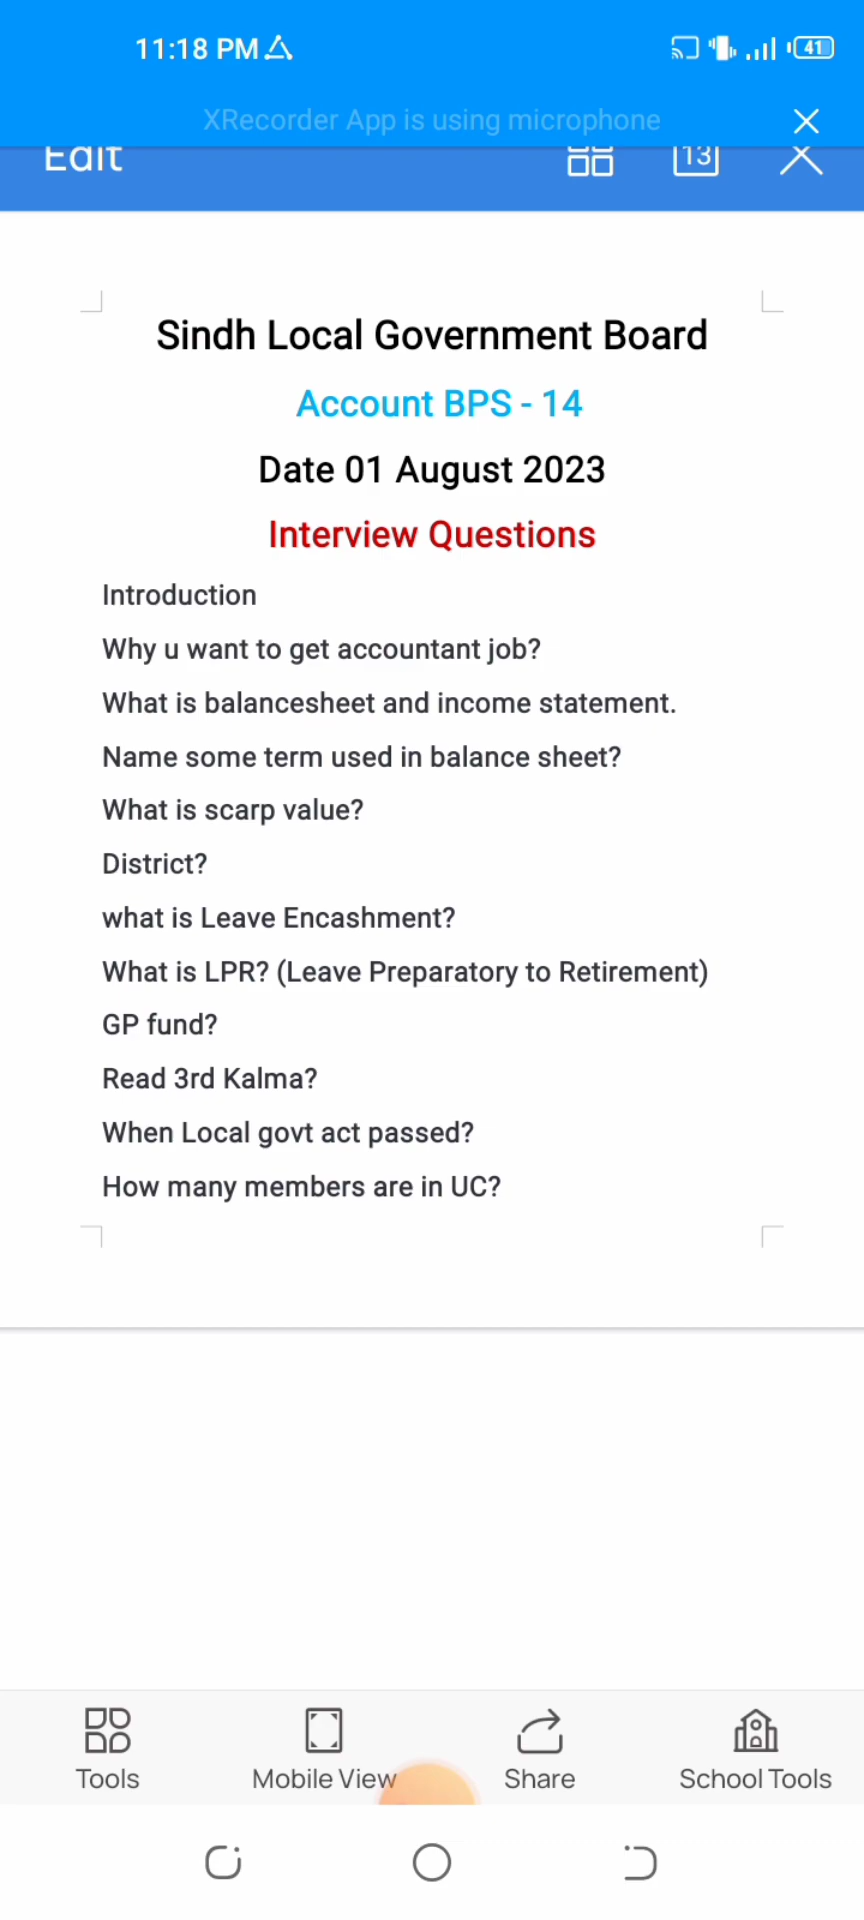 11:18 PM
41
XRecorder App is using microphone
Edit
13
Sindh Local Government Board
Account BPS - 14
Date 01 August 2023
Interview Questions
Introduction
Why u want to get accountant job?
What is balancesheet and income statement.
Name some term used in balance sheet?
What is scarp value?
District?
what is Leave Encashment?
What is LPR? (Leave Preparatory to Retirement)
GP fund?
Read 3rd Kalma?
When Local govt act passed?
How many members are in UC?
Tools
Mobile View
Share
School Tools